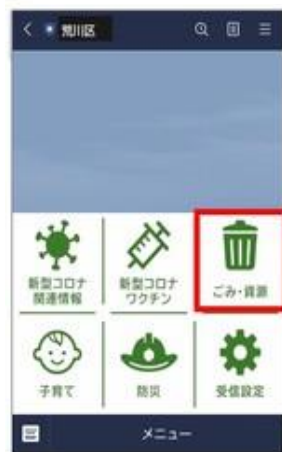 荒川区
新型コロナ
関連情報
新型コロナ
ワクチン
ごみ・資源
子育て
防災
受信設定
メニュー